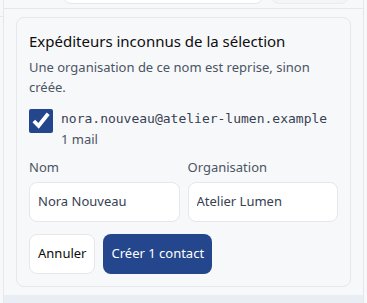 Expéditeurs inconnus de la sélection
Une organisation de ce nom est reprise, sinon
créée.
nora.nouveau@atelier-lumen.example
1 mail
Nom
Organisation
Nora Nouveau
Atelier Lumen
Annuler
Créer 1 contact